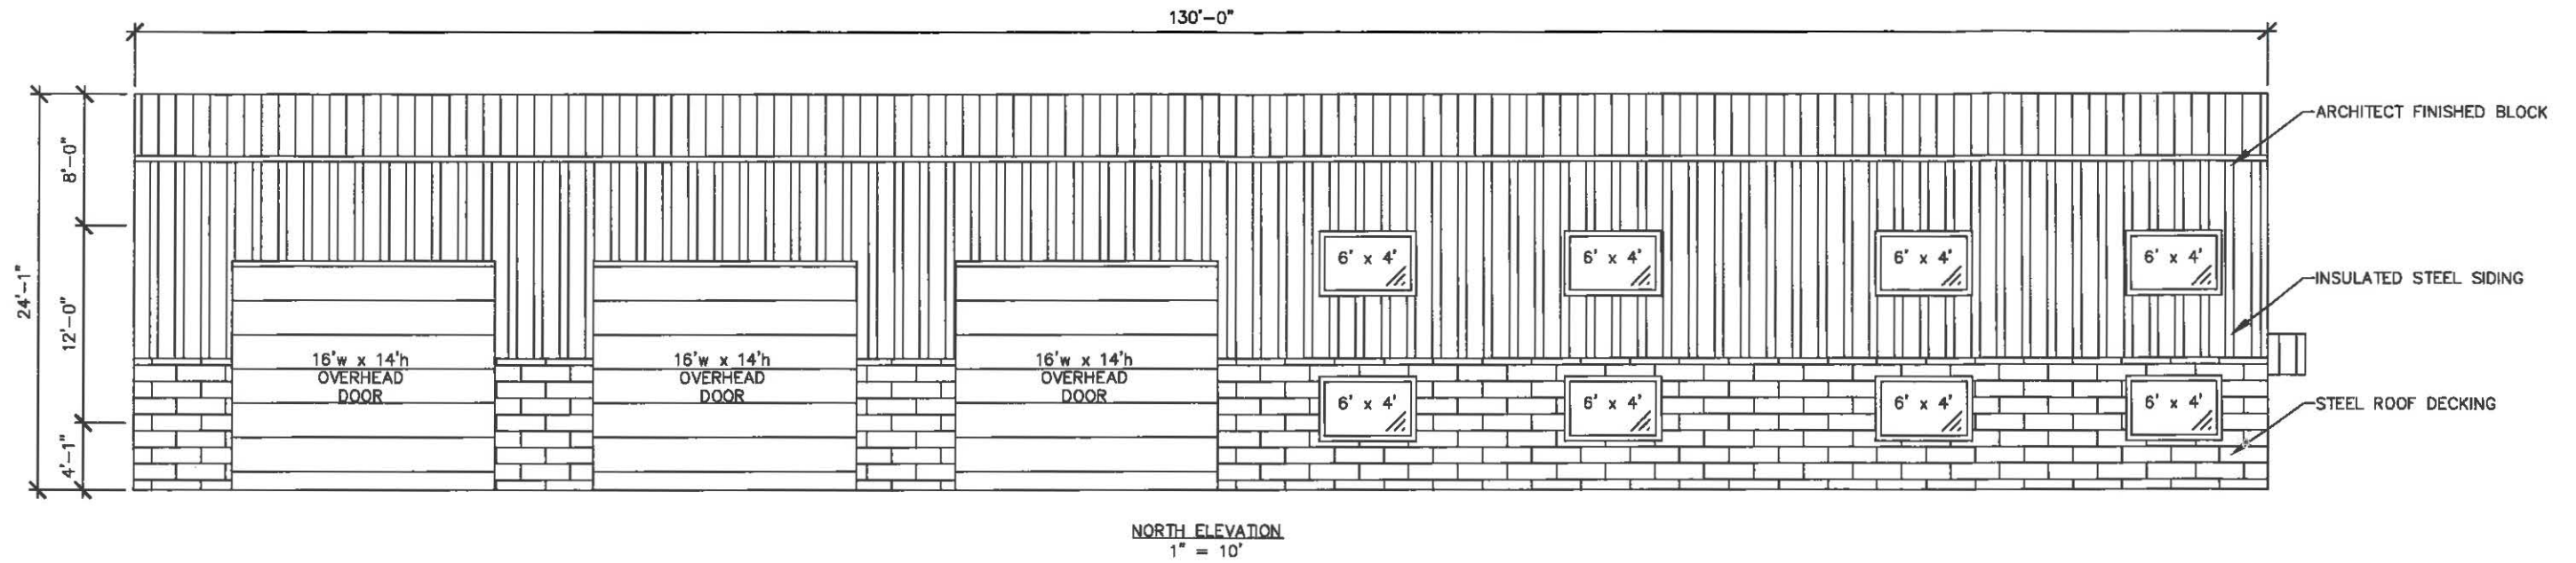 130'-0"
ARCHITECT FINISHED BLOCK
8'-0"
24'-1"
6' x 4'
6' x 4'
6' x 4'
6' x 4'
INSULATED STEEL SIDING
12'-0"
16'w x 14'h
OVERHEAD
DOOR
16'w x 14'h
OVERHEAD
DOOR
16'w x 14'h
OVERHEAD
DOOR
6' x 4'
6' x 4'
6' x 4'
6' x 4'
STEEL ROOF DECKING
4'-1"
NORTH ELEVATION
1" = 10'